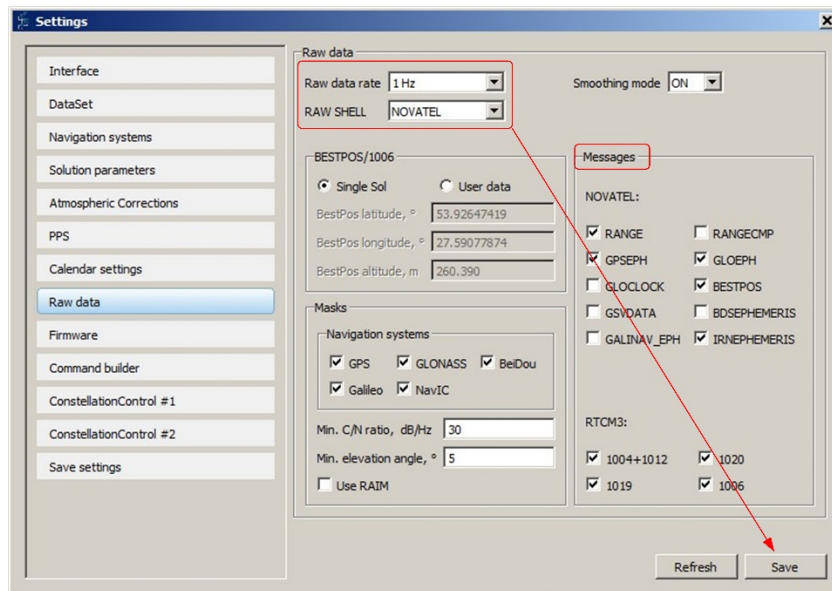 Settings
Interface
DataSet
Navigation systems
Solution parameters
Atmospheric Corrections
PPS
Calendar settings
Raw data
Firmware
Command builder
ConstellationControl #1
ConstellationControl #2
Save settings
Raw data
Raw data rate 1 Hz
Smoothing mode ON
RAW SHELL NOVATEL
BESTPOS/1006
Single Sol User data
BestPos latitude, ° 53.92647419
BestPos longitude, ° 27.59077874
BestPos altitude, m 260.390
Masks
Navigation systems
GPS GLONASS BeiDou
Galileo NavIC
Min. C/N ratio, dB/Hz 30
Min. elevation angle, ° 5
Use RAIM
Messages
NOVATEL:
RANGE RANGECMP
GPSEPH GLOEPH
GLOCLOCK BESTPOS
GSVDATA BDSEPHEMERIS
GALINAV_EPH IRNEPHEMERIS
RTCM3:
1004+1012 1020
1019 1006
Refresh Save